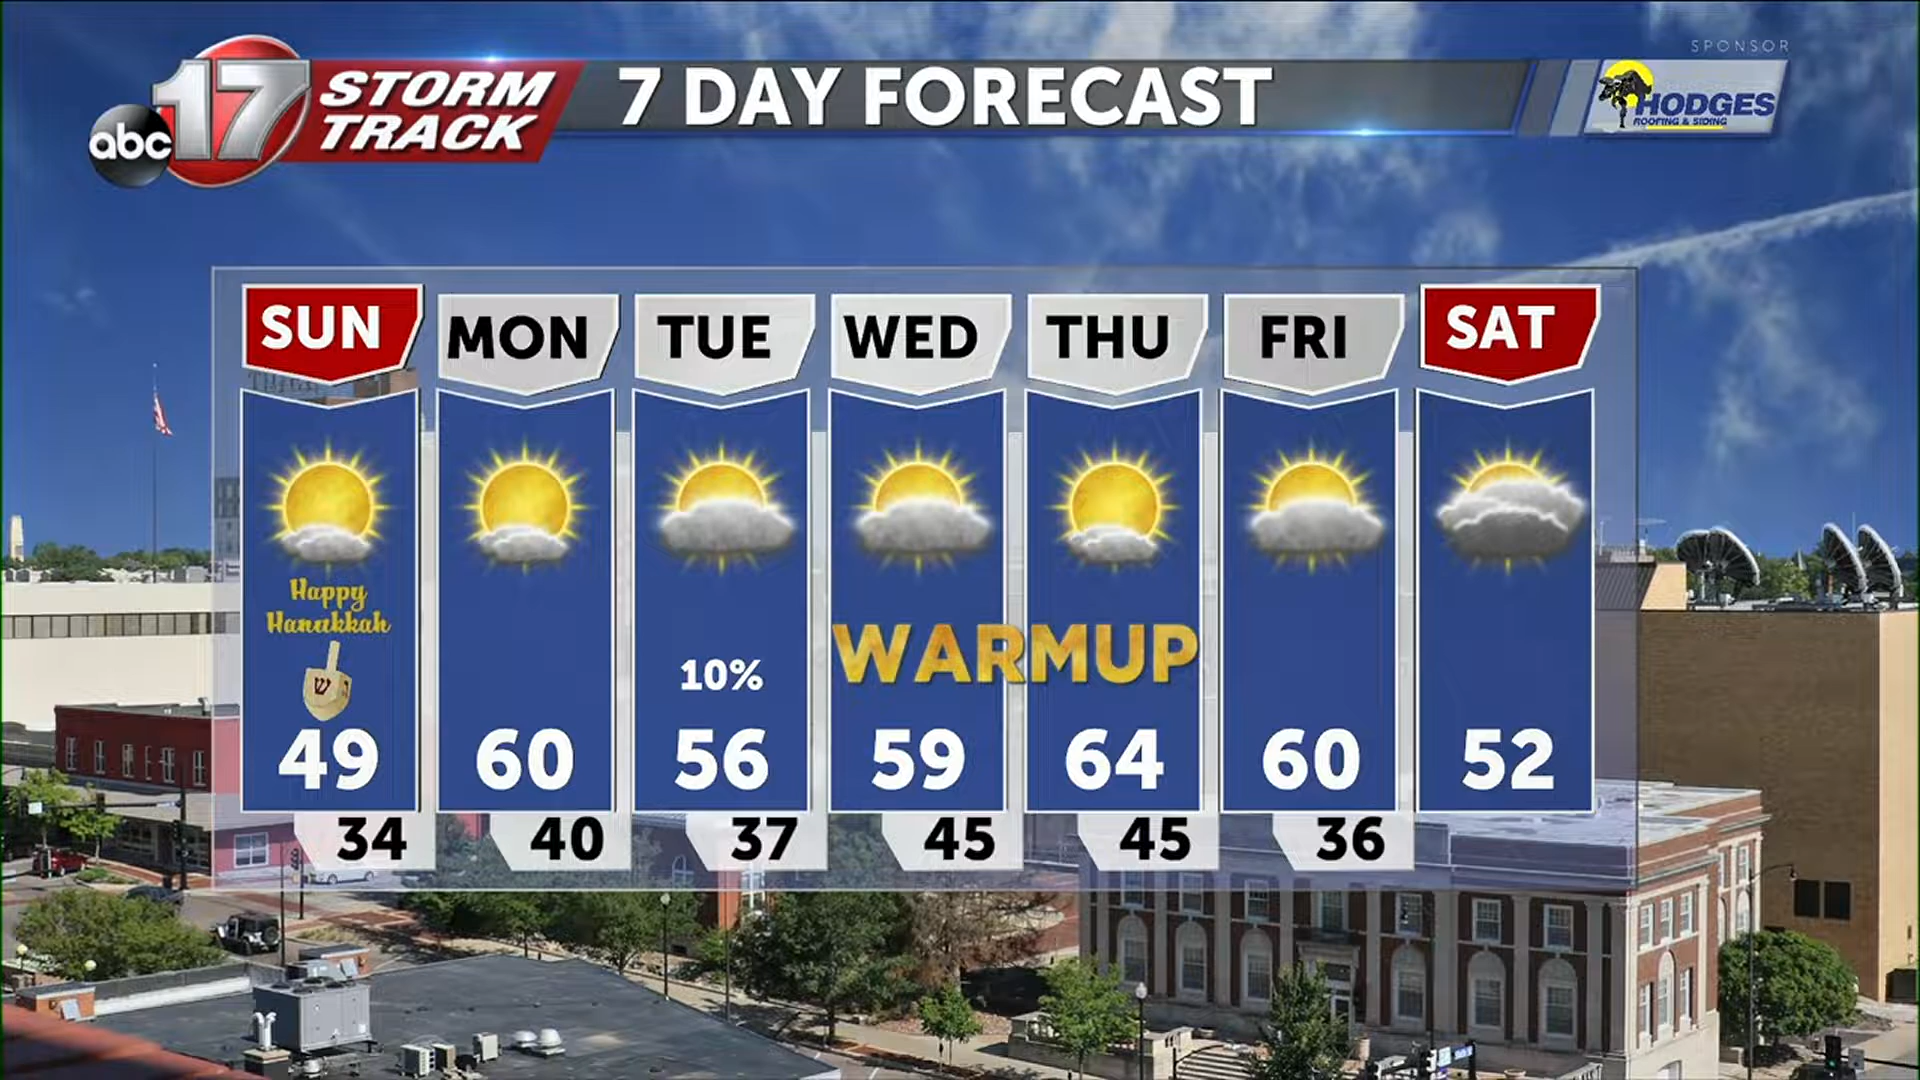 SPONSOR
abc 17 STORM TRACK
7 DAY FORECAST
HODGES
ROOFING & SIDING
SUN MON TUE WED THU FRI SAT
Happy
Hanukkah
ש
10%
WARMUP
49 60 56 59 64 60 52
34 40 37 45 45 36